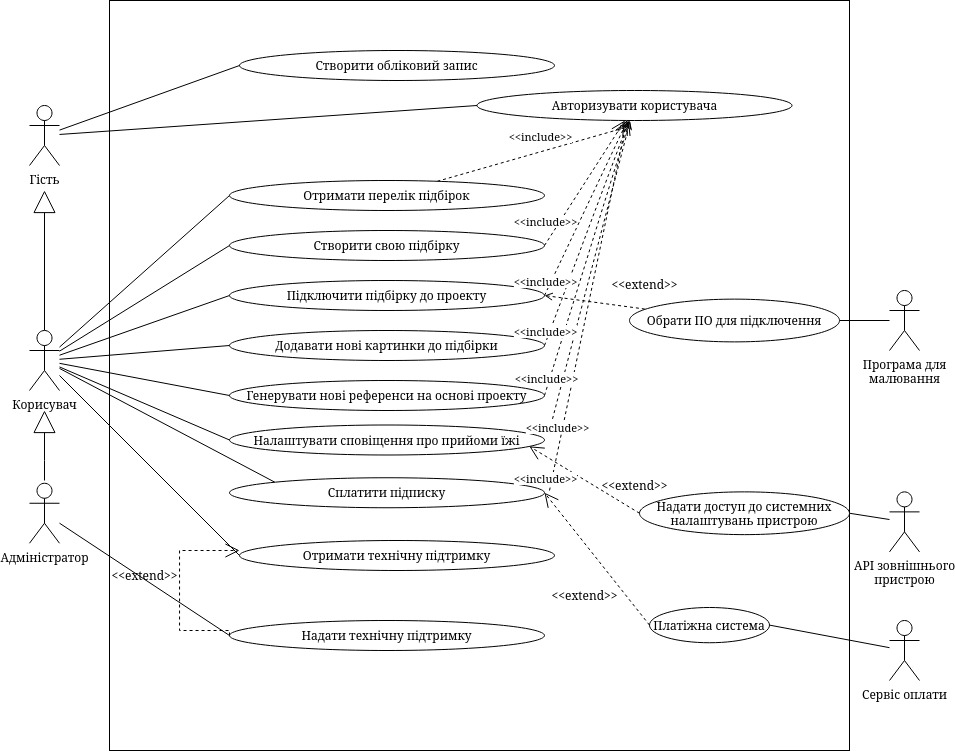 Створити обліковий запис
Авторизувати користувача
<<include>>
Гість
Отримати перелік підбірок
<<include>>
Створити свою підбірку
<<include>>
<<extend>>
Підключити підбірку до проекту
Обрати ПО для підключення
<<include>>
Додавати нові картинки до підбірки
Програма для
малювання
<<include>>
Генерувати нові референси на основі проекту
Корисувач
<<include>>
Налаштувати сповіщення про прийоми їжі
<<include>>
<<extend>>
Сплатити підписку
Надати доступ до системних
налаштувань пристрою
Адміністратор
Отримати технічну підтримку
API зовнішнього
пристрою
<<extend>>
<<extend>>
Платіжна система
Надати технічну підтримку
Сервіс оплати